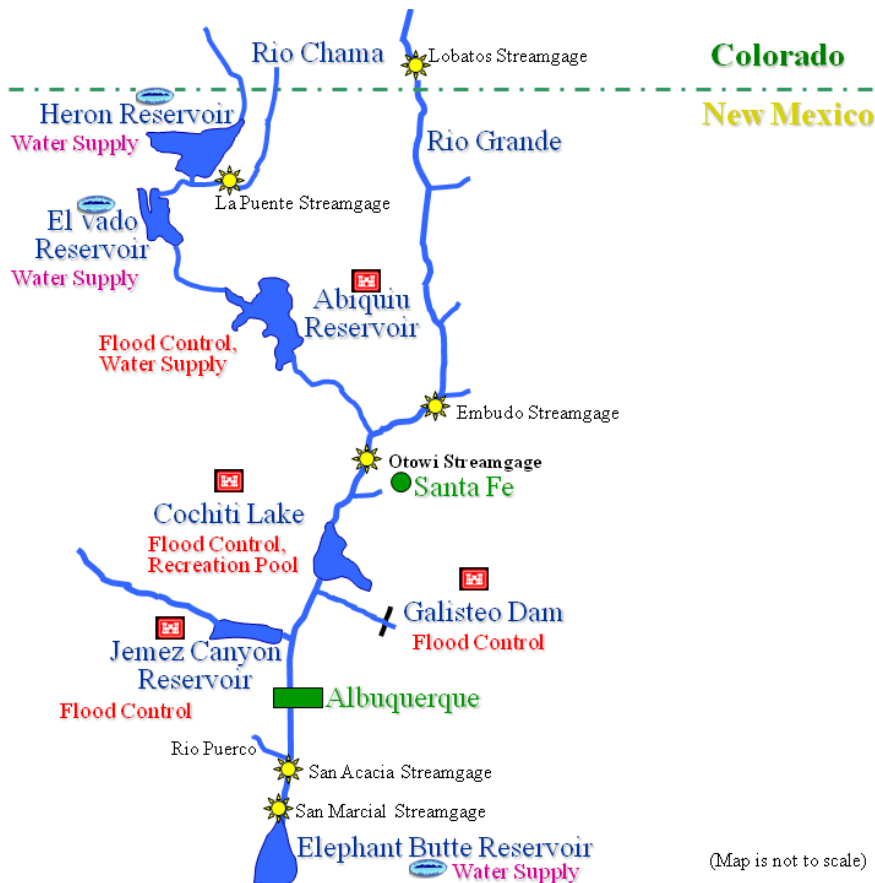 Rio Chama
Lobatos Streamgage
Colorado
Heron Reservoir
Water Supply
New Mexico
Rio Grande
La Puente Streamgage
El Vado
Reservoir
Water Supply
Abiquiu
Reservoir
Flood Control,
Water Supply
Embudo Streamgage
Otowi Streamgage
Santa Fe
Cochiti Lake
Flood Control,
Recreation Pool
Galisteo Dam
Flood Control
Jemez Canyon
Reservoir
Flood Control
Albuquerque
Rio Puerco
San Acacia Streamgage
San Marcial Streamgage
Elephant Butte Reservoir
Water Supply
(Map is not to scale)